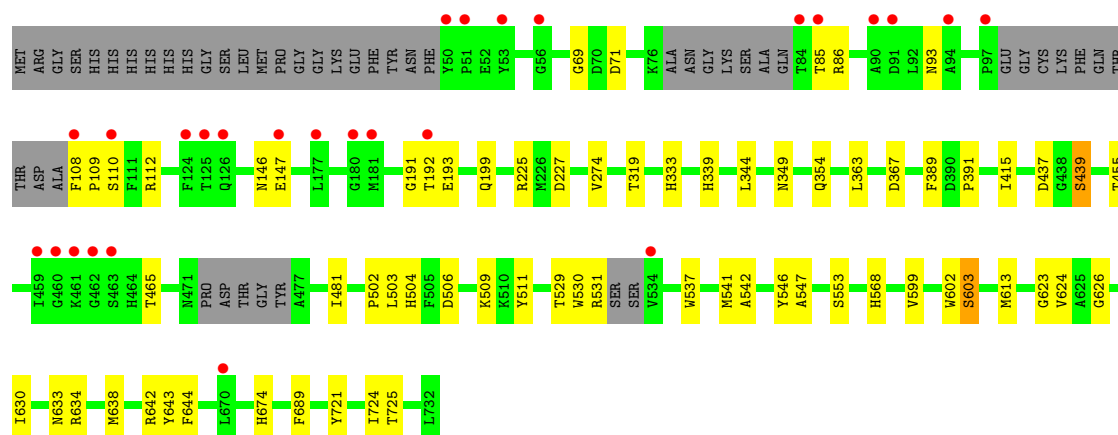 MET ARG GLY SER HIS HIS HIS HIS HIS HIS GLY SER LEU MET PRO GLY GLY LYS GLU PHE TYR ASN PHE Y50 P51 E52 Y53 G56 G69 D70 D71 K76 ALA ASN GLY LYS SER ALA GLN T84 T85 R86 A90 D91 L92 N93 A94 P97 GLU GLY CYS LYS PHE GLN THR
THR ASP ALA F108 P109 S110 F111 R112 F124 T125 Q126 N146 E147 L177 G180 M181 G191 T192 E193 Q199 R225 M226 D227 V274 T319 H333 H339 L344 N349 Q354 L363 D367 F389 D390 P391 I415 D437 G438 S439 T455
I459 G460 K461 G462 S463 H464 T465 N471 PRO ASP THR GLY TYR A477 I481 P502 L503 H504 F505 D506 K509 K510 Y511 T529 W530 R531 SER SER V534 W537 M541 A542 Y546 A547 S553 H568 V599 W602 S603 M613 G623 V624 A625 G626
I630 N633 R634 M638 R642 Y643 F644 L670 H674 F689 Y721 I724 T725 L732